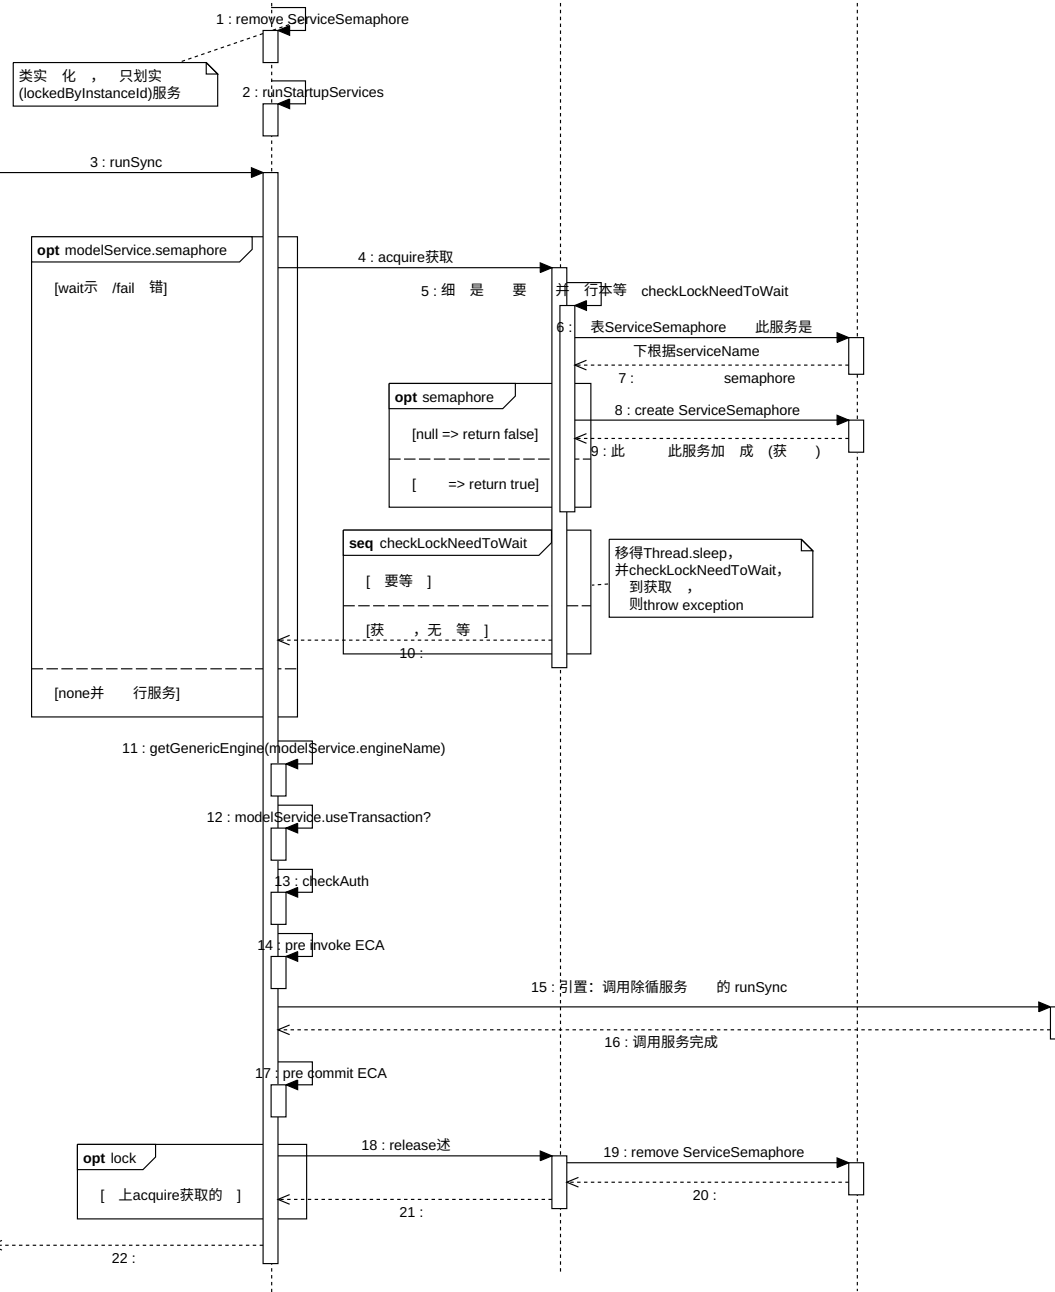 1 : remove ServiceSemaphore
类实 化 ， 只划实
(lockedByInstanceId)服务
2 : runStartupServices
3 : runSync
opt modelService.semaphore
[wait示 /fail 错]
4 : acquire获取
5 : 细 是 要 并 行本等 checkLockNeedToWait
6 : 表ServiceSemaphore 此服务是
下根据serviceName
7 : semaphore
opt semaphore
[null => return false]
8 : create ServiceSemaphore
9 : 此 此服务加 成 (获 )
[ => return true]
seq checkLockNeedToWait
[ 要等 ]
移得Thread.sleep，
并checkLockNeedToWait，
到获取 ，
则throw exception
[获 ，无 等 ]
10 :
[none并 行服务]
11 : getGenericEngine(modelService.engineName)
12 : modelService.useTransaction?
13 : checkAuth
14 : pre invoke ECA
15 : 引置：调用除循服务 的 runSync
16 : 调用服务完成
17 : pre commit ECA
18 : release述
19 : remove ServiceSemaphore
opt lock
[ 上acquire获取的 ]
20 :
21 :
22 :